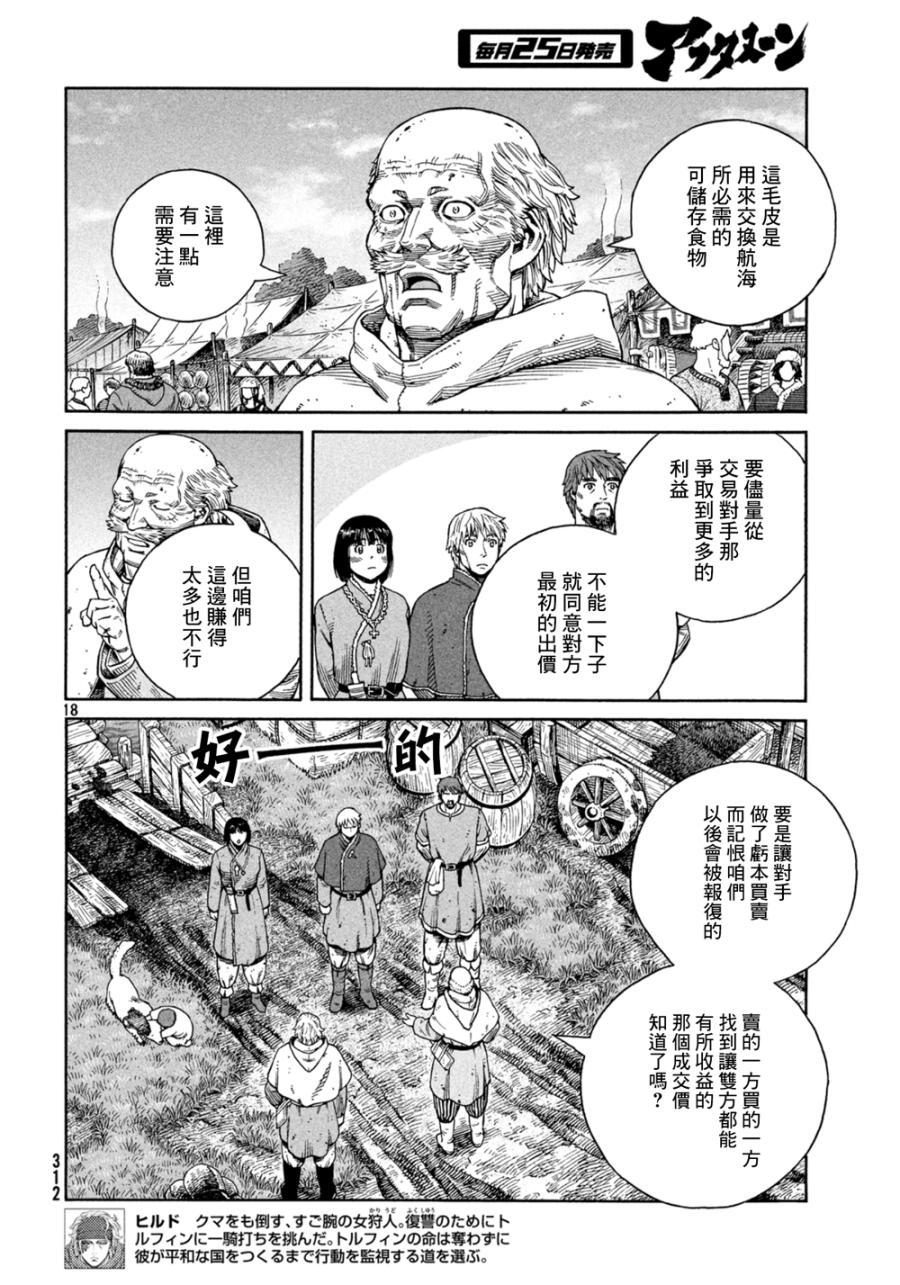 毎月25日発売
アフタヌーン
這毛皮是
用來交換航海
所必需的
可儲存食物
這裡
有一點
需要注意
要儘量從
交易對手那
爭取到更多的
利益
不能一下子
就同意對方
最初的出價
但咱們
這邊賺得
太多也不行
18
好——的
要是讓對手
做了虧本買賣
而記恨咱們
以後會被報復的
賣的一方買的一方
找到讓雙方都能
有所收益的
那個成交價
知道了嗎？
312
ヒルド　クマをも倒す、すご腕の女狩人。復讐のためにト
ルフィンに一騎打ちを挑んだ。トルフィンの命は奪わずに
彼が平和な国をつくるまで行動を監視する道を選ぶ。